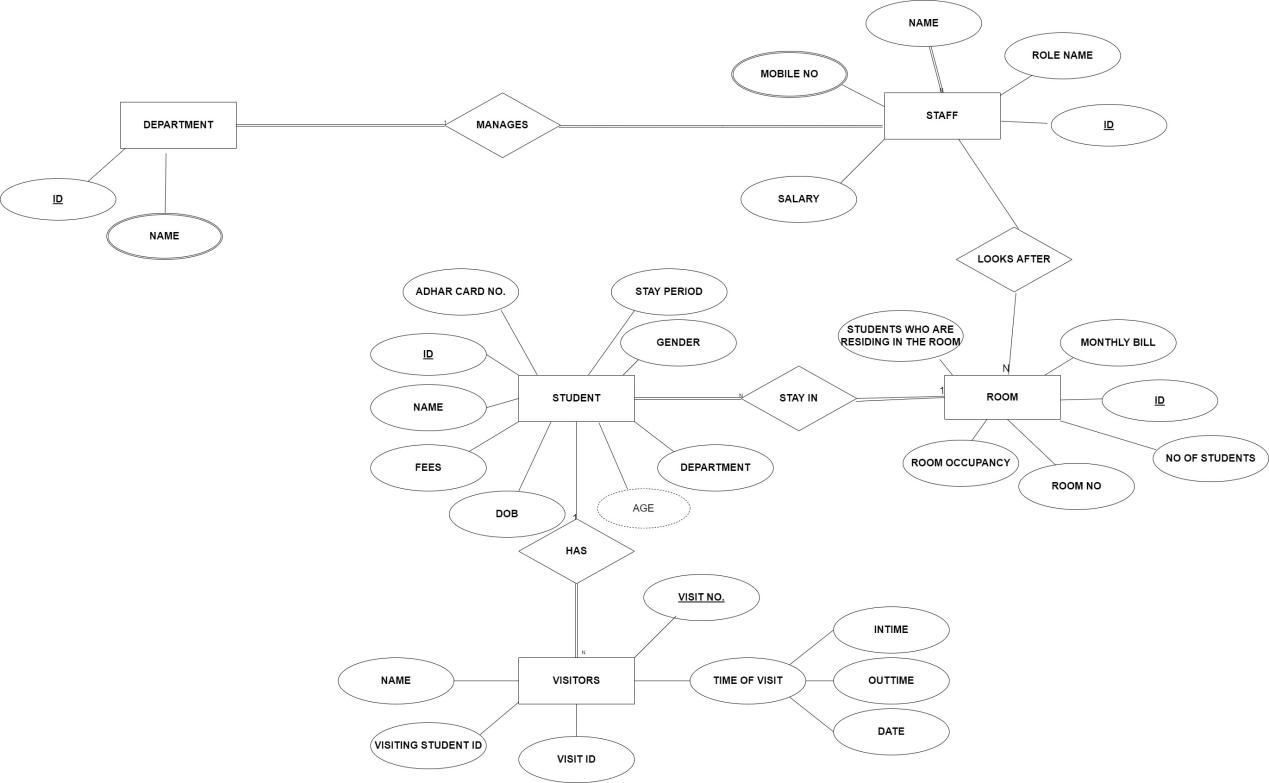 NAME
ROLE NAME
MOBILE NO
DEPARTMENT
1
MANAGES
STAFF
ID
ID
SALARY
NAME
LOOKS AFTER
ADHAR CARD NO.
STAY PERIOD
STUDENTS WHO ARE
RESIDING IN THE ROOM
MONTHLY BILL
GENDER
ID
N
NAME
STUDENT
N
STAY IN
1
ROOM
ID
FEES
DEPARTMENT
ROOM OCCUPANCY
NO OF STUDENTS
ROOM NO
DOB
AGE
1
HAS
VISIT NO.
INTIME
N
NAME
VISITORS
TIME OF VISIT
OUTTIME
DATE
VISITING STUDENT ID
VISIT ID